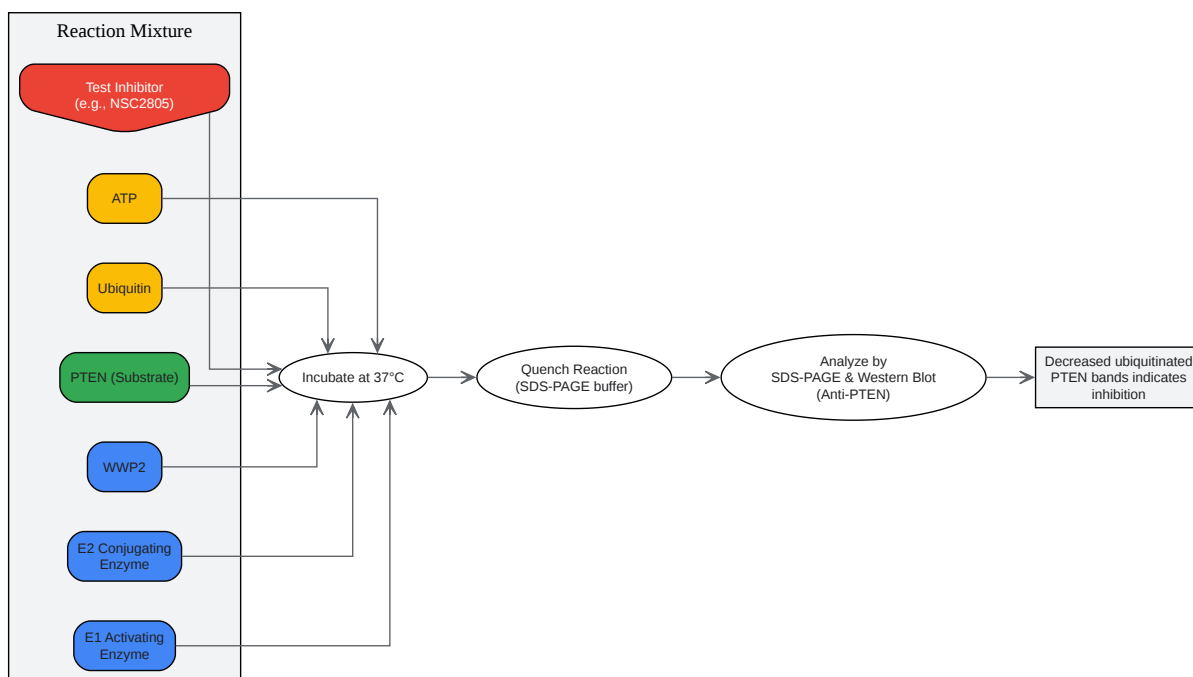 Reaction Mixture
Test Inhibitor
(e.g., NSC2805)
ATP
Ubiquitin
PTEN (Substrate)
WWP2
E2 Conjugating
Enzyme
E1 Activating
Enzyme
Incubate at 37°C
Quench Reaction
(SDS-PAGE buffer)
Analyze by
SDS-PAGE & Western Blot
(Anti-PTEN)
Decreased ubiquitinated
PTEN bands indicates
inhibition